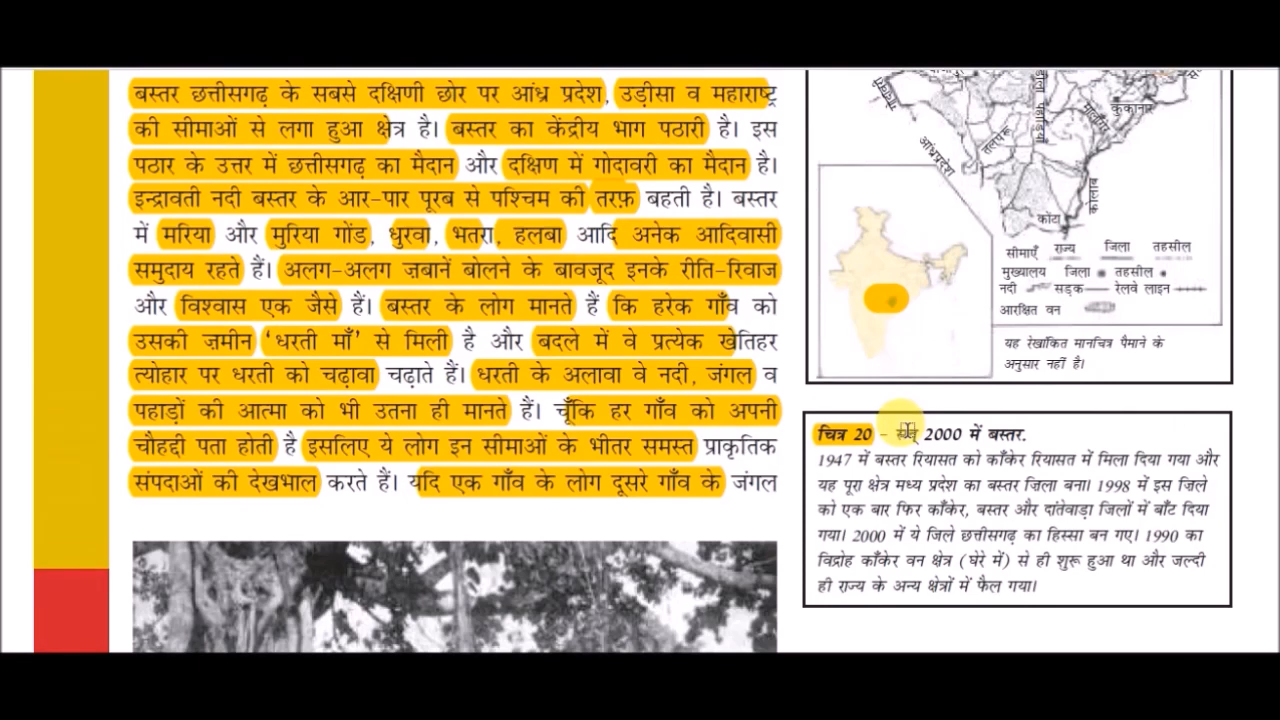 बस्तर छत्तीसगढ़ के सबसे दक्षिणी छोर पर आंध्र प्रदेश, उड़ीसा व महाराष्ट्र
की सीमाओं से लगा हुआ क्षेत्र है। बस्तर का केंद्रीय भाग पठारी है। इस
पठार के उत्तर में छत्तीसगढ़ का मैदान और दक्षिण में गोदावरी का मैदान है।
इन्द्रावती नदी बस्तर के आर-पार पूरब से पश्चिम की तरफ़ बहती है। बस्तर
में मरिया और मुरिया गोंड, धुरवा, भतरा, हलबा आदि अनेक आदिवासी
समुदाय रहते हैं। अलग-अलग ज़बानें बोलने के बावजूद इनके रीति-रिवाज
और विश्वास एक जैसे हैं। बस्तर के लोग मानते हैं कि हरेक गाँव को
उसकी ज़मीन 'धरती माँ' से मिली है और बदले में वे प्रत्येक खेतिहर
त्योहार पर धरती को चढ़ावा चढ़ाते हैं। धरती के अलावा वे नदी, जंगल व
पहाड़ों की आत्मा को भी उतना ही मानते हैं। चूँकि हर गाँव को अपनी
चौहद्दी पता होती है इसलिए ये लोग इन सीमाओं के भीतर समस्त प्राकृतिक
संपदाओं की देखभाल करते हैं। यदि एक गाँव के लोग दूसरे गाँव के जंगल
कुकानार
आंध्रप्रदेश
कोलाब
कोंटा
सीमाएँ राज्य जिला तहसील
मुख्यालय जिला तहसील
नदी सड़क रेलवे लाइन
आरक्षित वन
यह रेखांकित मानचित्र पैमाने के
अनुसार नहीं है।
चित्र 20 – 2000 में बस्तर.
1947 में बस्तर रियासत को काँकेर रियासत में मिला दिया गया और
यह पूरा क्षेत्र मध्य प्रदेश का बस्तर ज़िला बना। 1998 में इस ज़िले
को एक बार फिर काँकेर, बस्तर और दांतेवाड़ा ज़िलों में बाँट दिया
गया। 2000 में ये ज़िले छत्तीसगढ़ का हिस्सा बन गए। 1990 का
विद्रोह काँकेर वन क्षेत्र (घेरे में) से ही शुरू हुआ था और जल्दी
ही राज्य के अन्य क्षेत्रों में फैल गया।